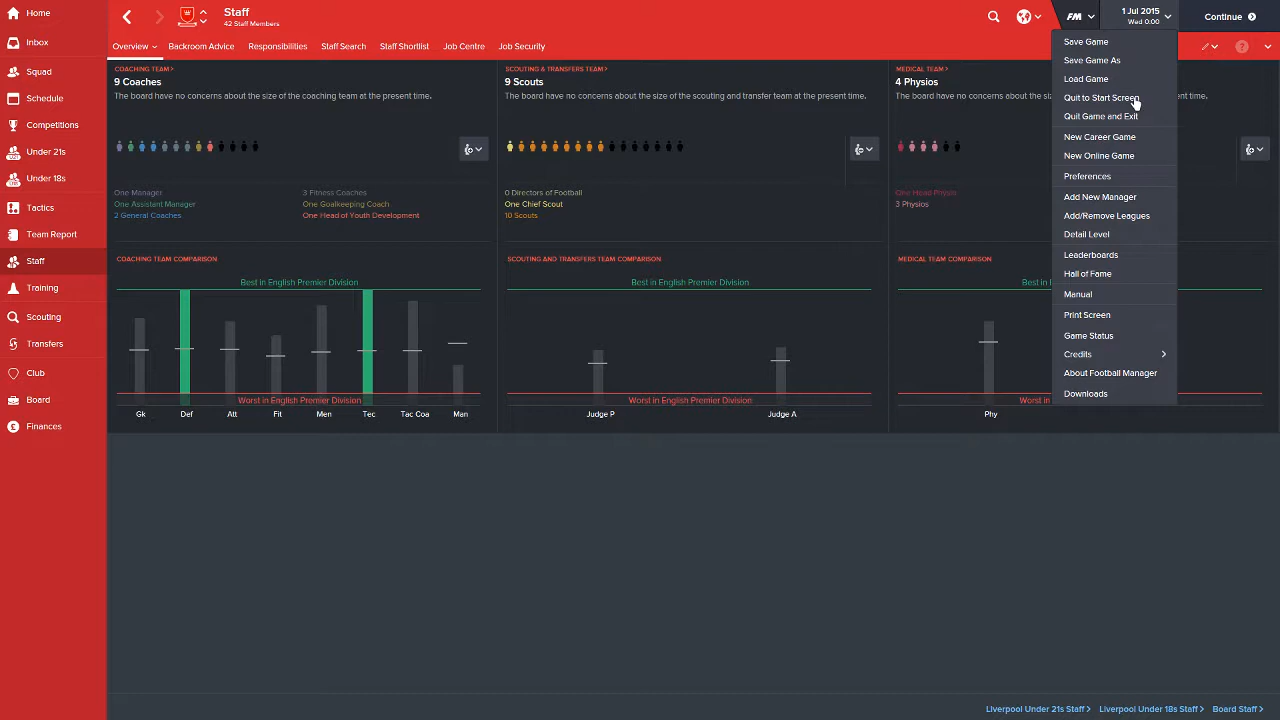 Home
Inbox
Squad
Schedule
Competitions
Under 21s
Under 18s
Tactics
Team Report
Staff
Training
Scouting
Transfers
Club
Board
Finances
Staff
42 Staff Members
FM
1 Jul 2015
Wed 0:00
Continue
Overview
Backroom Advice
Responsibilities
Staff Search
Staff Shortlist
Job Centre
Job Security
COACHING TEAM >
9 Coaches
The board have no concerns about the size of the coaching team at the present time.
One Manager
One Assistant Manager
2 General Coaches
3 Fitness Coaches
One Goalkeeping Coach
One Head of Youth Development
COACHING TEAM COMPARISON
Best in English Premier Division
Worst in English Premier Division
Gk Def Att Fit Men Tec Tac Coa Man
SCOUTING & TRANSFERS TEAM >
9 Scouts
The board have no concerns about the size of the scouting and transfer team at the present time.
0 Directors of Football
One Chief Scout
10 Scouts
SCOUTING AND TRANSFERS TEAM COMPARISON
Best in English Premier Division
Worst in English Premier Division
Judge P Judge A
MEDICAL TEAM >
4 Physios
The board have no concerns about the siz
present time.
One Head Physio
3 Physios
MEDICAL TEAM COMPARISON
Best in E
Worst in
Phy
Save Game
Save Game As
Load Game
Quit to Start Screen
Quit Game and Exit
New Career Game
New Online Game
Preferences
Add New Manager
Add/Remove Leagues
Detail Level
Leaderboards
Hall of Fame
Manual
Print Screen
Game Status
Credits
About Football Manager
Downloads
Liverpool Under 21s Staff > Liverpool Under 18s Staff > Board Staff >